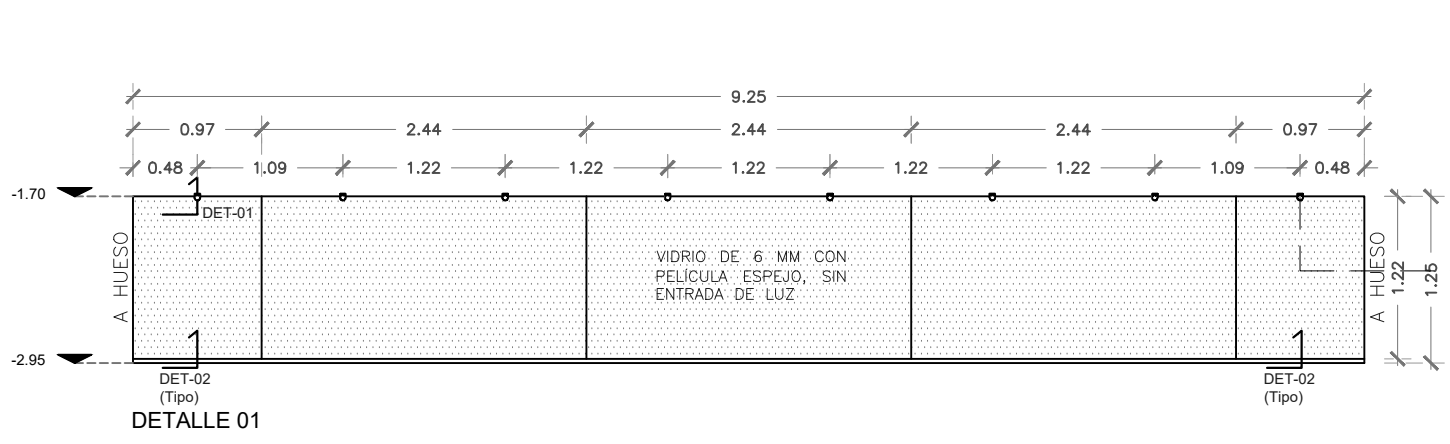 9.25
0.97 2.44 2.44 2.44 0.97
0.48 1.09 1.22 1.22 1.22 1.22 1.22 1.09 0.48
-1.70
DET-01
A HUESO
VIDRIO DE 6 MM CON
PELÍCULA ESPEJO, SIN
ENTRADA DE LUZ
A HUESO
1.22
1.25
-2.95
DET-02
(Tipo)
DET-02
(Tipo)
DETALLE 01